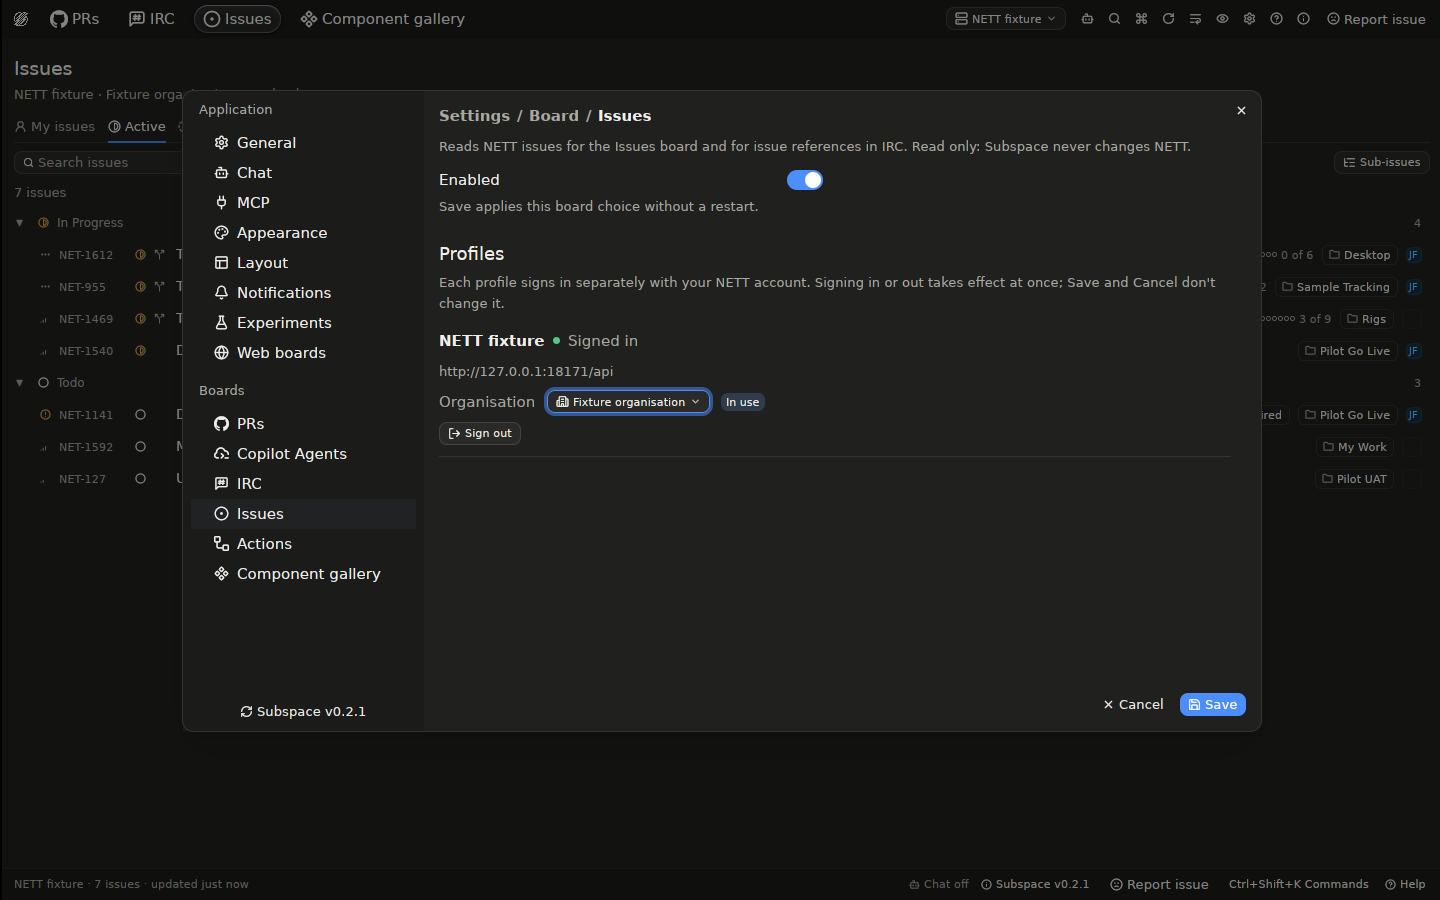 PRs
IRC
Issues
Component gallery
NETT fixture
Report issue
Issues
NETT fixture · Fixture orga
My issues
Active
Search issues
Sub-issues
7 issues
In Progress
4
NET-1612
0 of 6
Desktop
JF
NET-955
2
Sample Tracking
JF
NET-1469
3 of 9
Rigs
NET-1540
Pilot Go Live
JF
Todo
3
NET-1141
ired
Pilot Go Live
JF
NET-1592
My Work
NET-127
Pilot UAT
Application
General
Chat
MCP
Appearance
Layout
Notifications
Experiments
Web boards
Boards
PRs
Copilot Agents
IRC
Issues
Actions
Component gallery
Subspace v0.2.1
Settings / Board / Issues
Reads NETT issues for the Issues board and for issue references in IRC. Read only: Subspace never changes NETT.
Enabled
Save applies this board choice without a restart.
Profiles
Each profile signs in separately with your NETT account. Signing in or out takes effect at once; Save and Cancel don't
change it.
NETT fixture
Signed in
http://127.0.0.1:18171/api
Organisation
Fixture organisation
In use
Sign out
Cancel
Save
NETT fixture · 7 issues · updated just now
Chat off
Subspace v0.2.1
Report issue
Ctrl+Shift+K Commands
Help